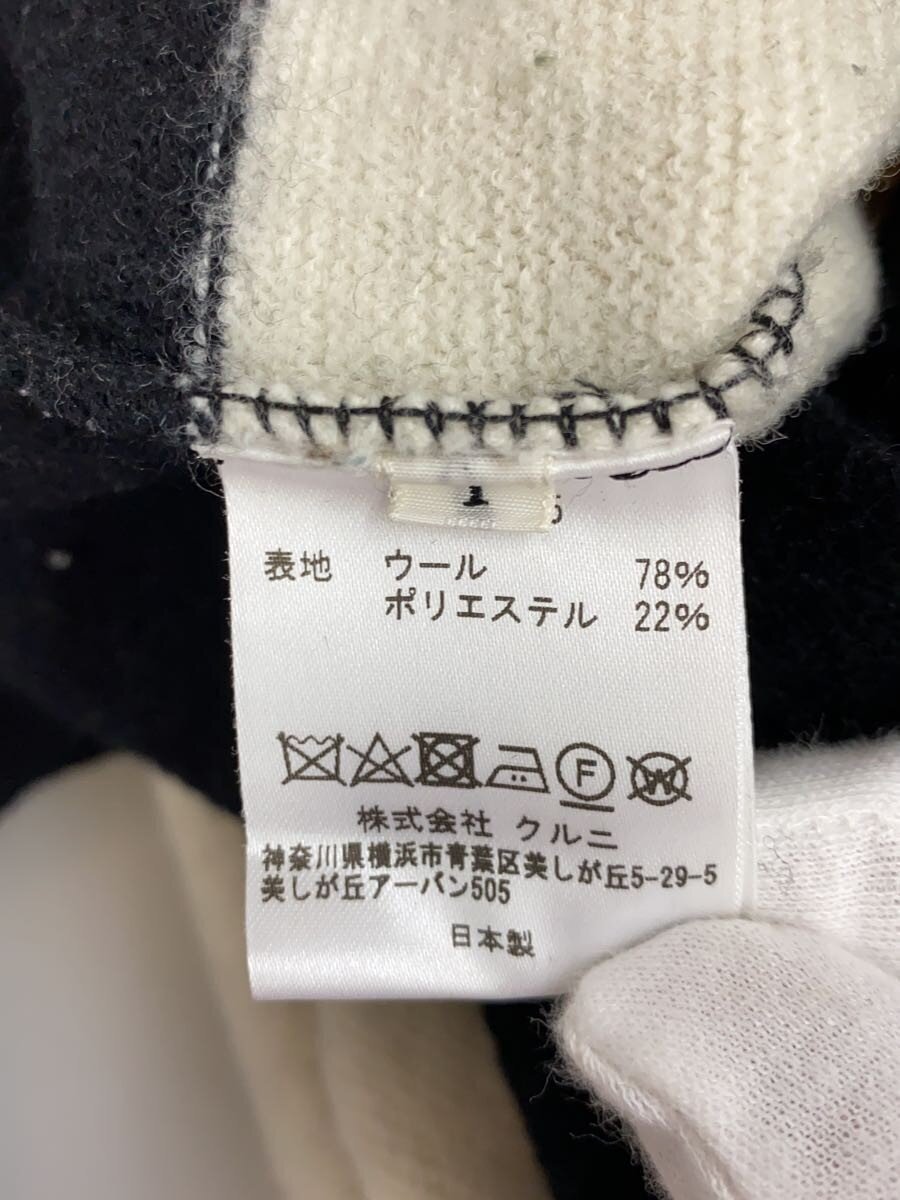 1
表地 ウール 78%
ポリエステル 22%
F W
株式会社 クルニ
神奈川県横浜市青葉区美しが丘5-29-5
美しが丘アーバン505
日本製